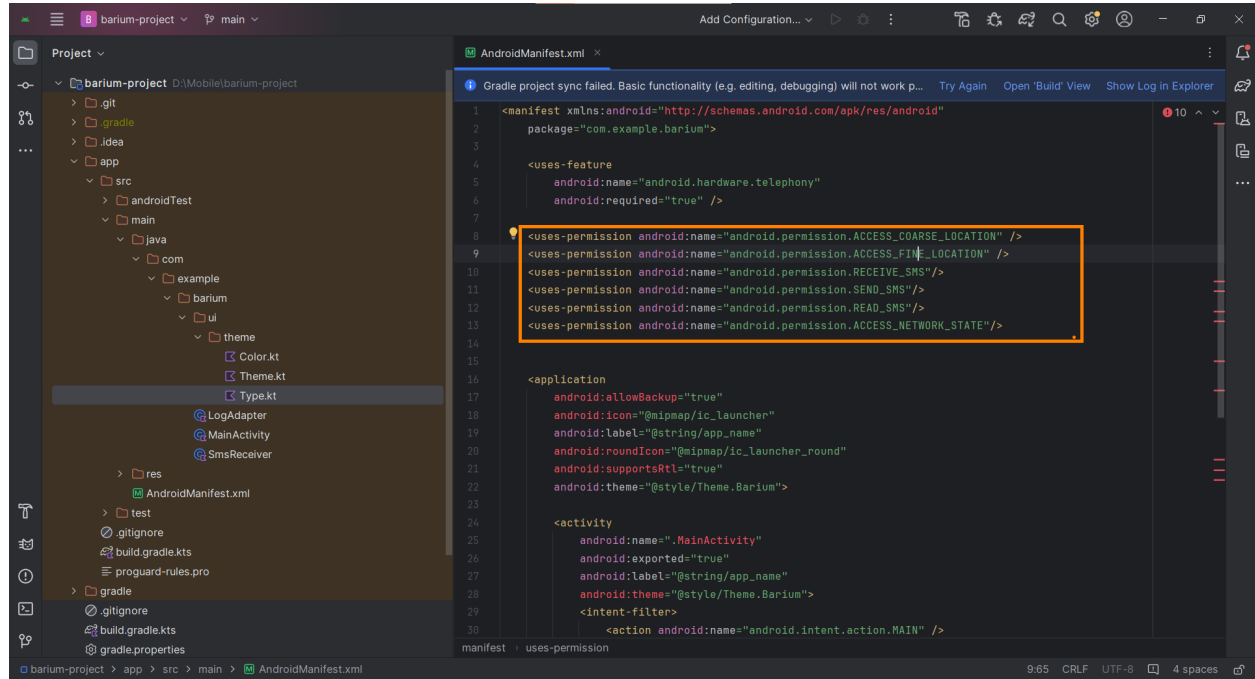 B barium-project main Add Configuration...
Project
AndroidManifest.xml
barium-project D:\Mobile\barium-project
.git
.gradle
.idea
app
src
androidTest
main
java
com
example
barium
ui
theme
Color.kt
Theme.kt
Type.kt
LogAdapter
MainActivity
SmsReceiver
res
AndroidManifest.xml
test
.gitignore
build.gradle.kts
proguard-rules.pro
gradle
.gitignore
build.gradle.kts
gradle.properties
Gradle project sync failed. Basic functionality (e.g. editing, debugging) will not work p... Try Again Open 'Build' View Show Log in Explorer
10
1 <manifest xmlns:android="http://schemas.android.com/apk/res/android"
2 package="com.example.barium">
3
4 <uses-feature
5 android:name="android.hardware.telephony"
6 android:required="true" />
7
8 <uses-permission android:name="android.permission.ACCESS_COARSE_LOCATION" />
9 <uses-permission android:name="android.permission.ACCESS_FINE_LOCATION" />
10 <uses-permission android:name="android.permission.RECEIVE_SMS"/>
11 <uses-permission android:name="android.permission.SEND_SMS"/>
12 <uses-permission android:name="android.permission.READ_SMS"/>
13 <uses-permission android:name="android.permission.ACCESS_NETWORK_STATE"/>
14
15
16 <application
17 android:allowBackup="true"
18 android:icon="@mipmap/ic_launcher"
19 android:label="@string/app_name"
20 android:roundIcon="@mipmap/ic_launcher_round"
21 android:supportsRtl="true"
22 android:theme="@style/Theme.Barium">
23
24 <activity
25 android:name=".MainActivity"
26 android:exported="true"
27 android:label="@string/app_name"
28 android:theme="@style/Theme.Barium">
29 <intent-filter>
30 <action android:name="android.intent.action.MAIN" />
manifest › uses-permission
barium-project > app > src > main > AndroidManifest.xml 9:65 CRLF UTF-8 4 spaces